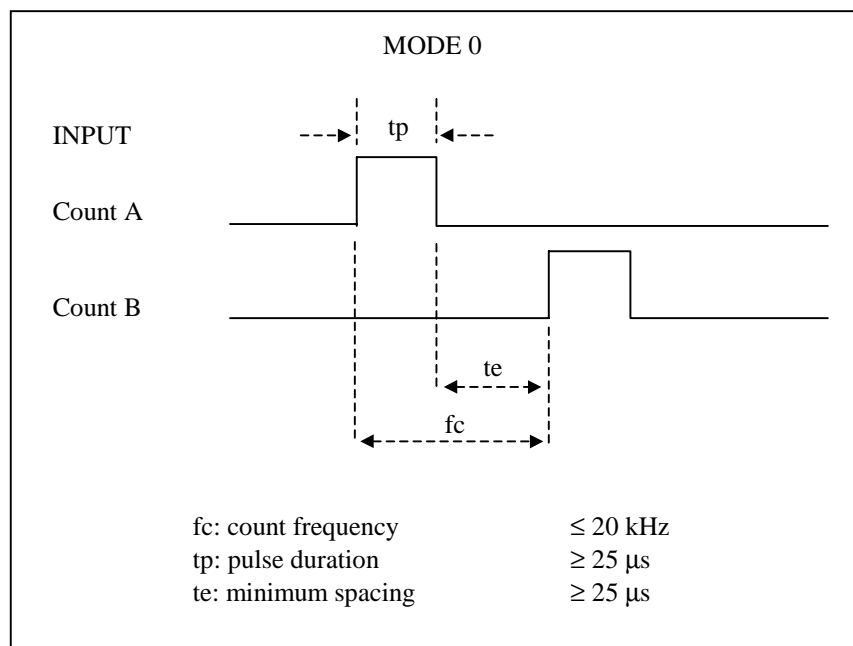 MODE 0
INPUT
tp
Count A
Count B
te
fc
fc: count frequency ≤ 20 kHz
tp: pulse duration ≥ 25 µs
te: minimum spacing ≥ 25 µs